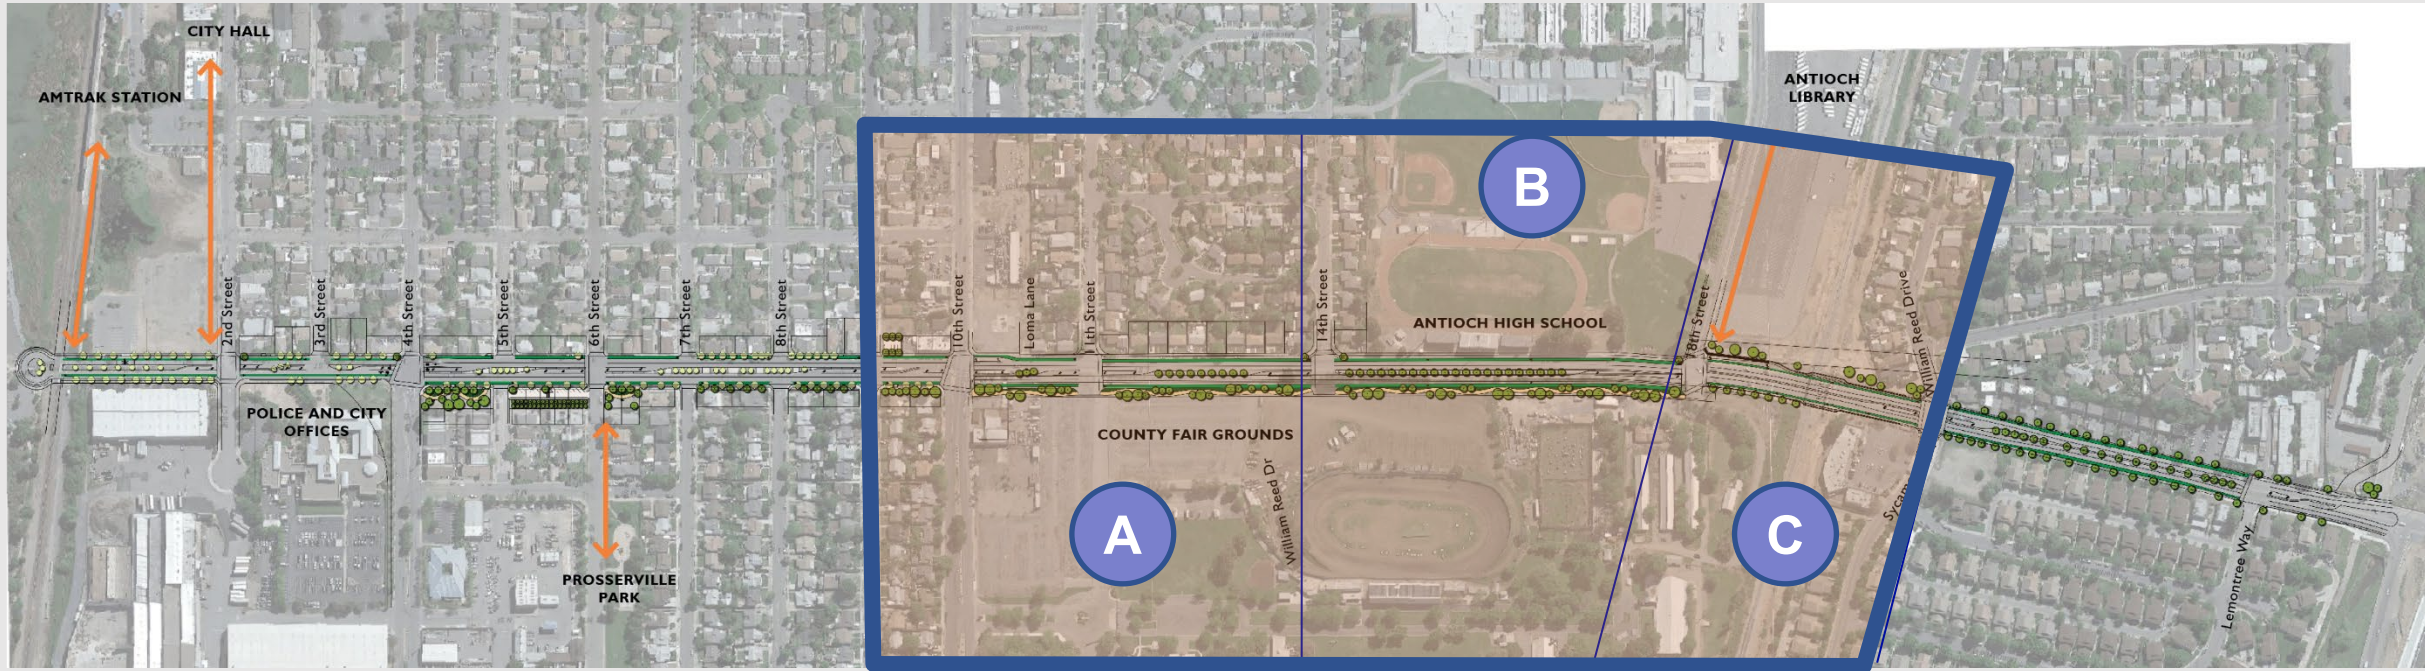 CITY HALL
AMTRAK STATION
ANTIOCH
LIBRARY
B
2nd Street
3rd Street
4th Street
5th Street
6th Street
7th Street
8th Street
10th Street
Loma Lane
11th Street
14th Street
18th Street
William Reed Drive
ANTIOCH HIGH SCHOOL
POLICE AND CITY
OFFICES
COUNTY FAIR GROUNDS
William Reed Dr
A
C
Lemontree Way
PROSSERVILLE
PARK